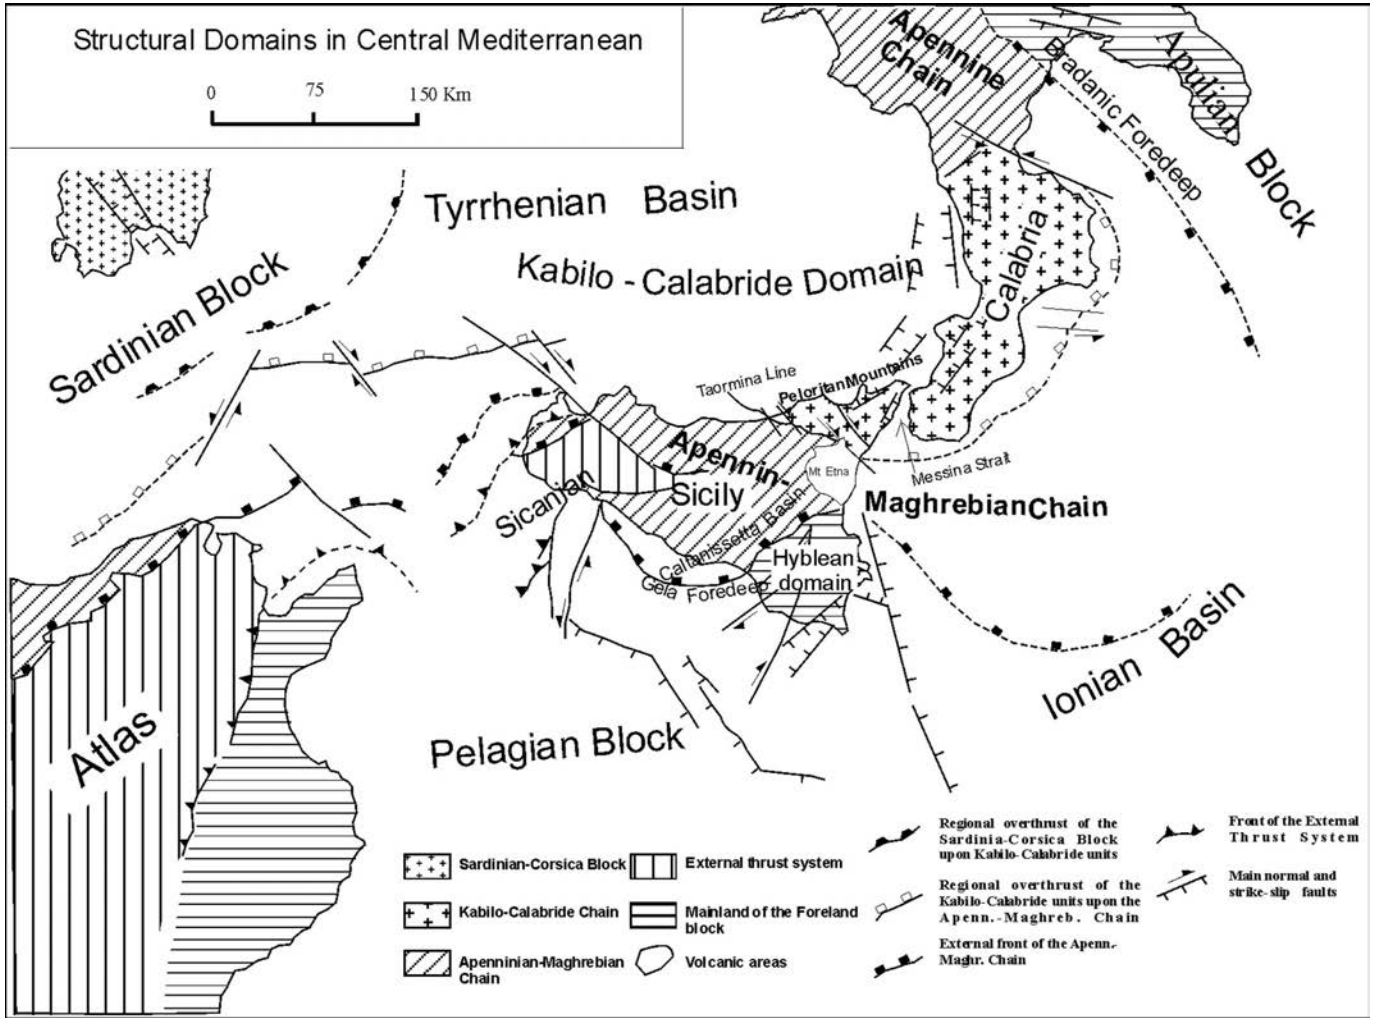 Structural Domains in Central Mediterranean
0 75 150 Km
Apennine
Chain
Bradanic Foredeep
Apulian
Block
Tyrrhenian Basin
Kabilo - Calabride Domain
Calabria
Sardinian Block
Taormina Line
Peloritan Mountains
Messina Strait
Apennin-
Mt Etna
Sicily
Maghrebian Chain
Sicanian
Caltanissetta Basin
Gela Foredeep
Hyblean
domain
Ionian Basin
Pelagian Block
Atlas
Sardinian-Corsica Block
Kabilo-Calabride Chain
Apenninian-Maghrebian
Chain
External thrust system
Mainland of the Foreland
block
Volcanic areas
Regional overthrust of the
Sardinia-Corsica Block
upon Kabilo-Calabride units
Regional overthrust of the
Kabilo-Calabride units upon the
Apenn.-Maghreb. Chain
External front of the Apenn.-
Maghr. Chain
Front of the External
Thrust System
Main normal and
strike-slip faults